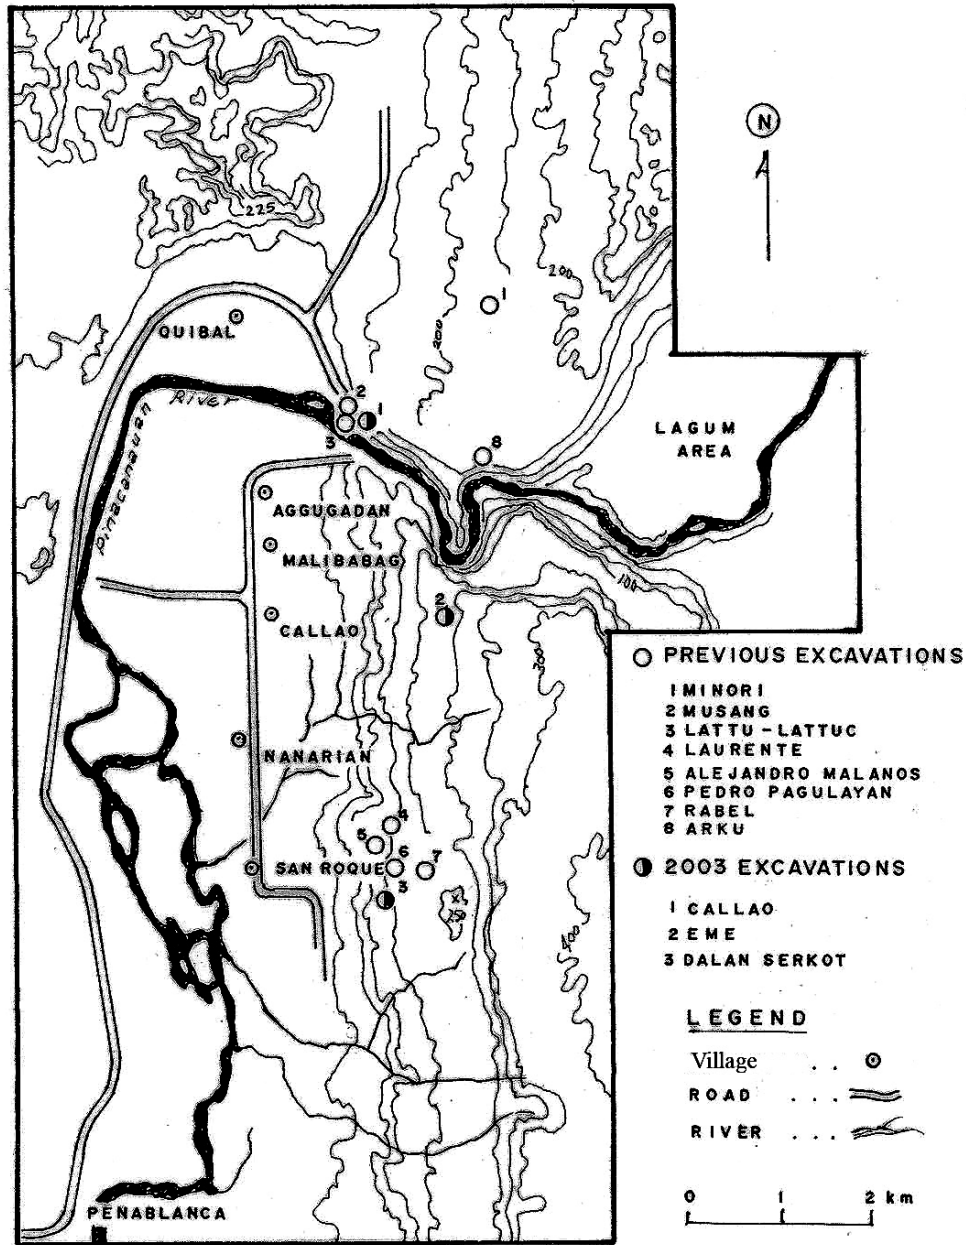 N
225
200
1
200
QUIBAL
River
2
1
3
Pinacanauan
8
LAGUM
AREA
AGGUGADAN
MALIBABAG
100
2
CALLAO
300
NANARIAN
4
5
6
SAN ROQUE
7
3
250
400
PENABLANCA
PREVIOUS EXCAVATIONS
1 MINORI
2 MUSANG
3 LATTU - LATTUC
4 LAURENTE
5 ALEJANDRO MALANOS
6 PEDRO PAGULAYAN
7 RABEL
8 ARKU
2003 EXCAVATIONS
1 CALLAO
2 EME
3 DALAN SERKOT
LEGEND
Village . .
ROAD . . .
RIVER . . .
0 1 2 km